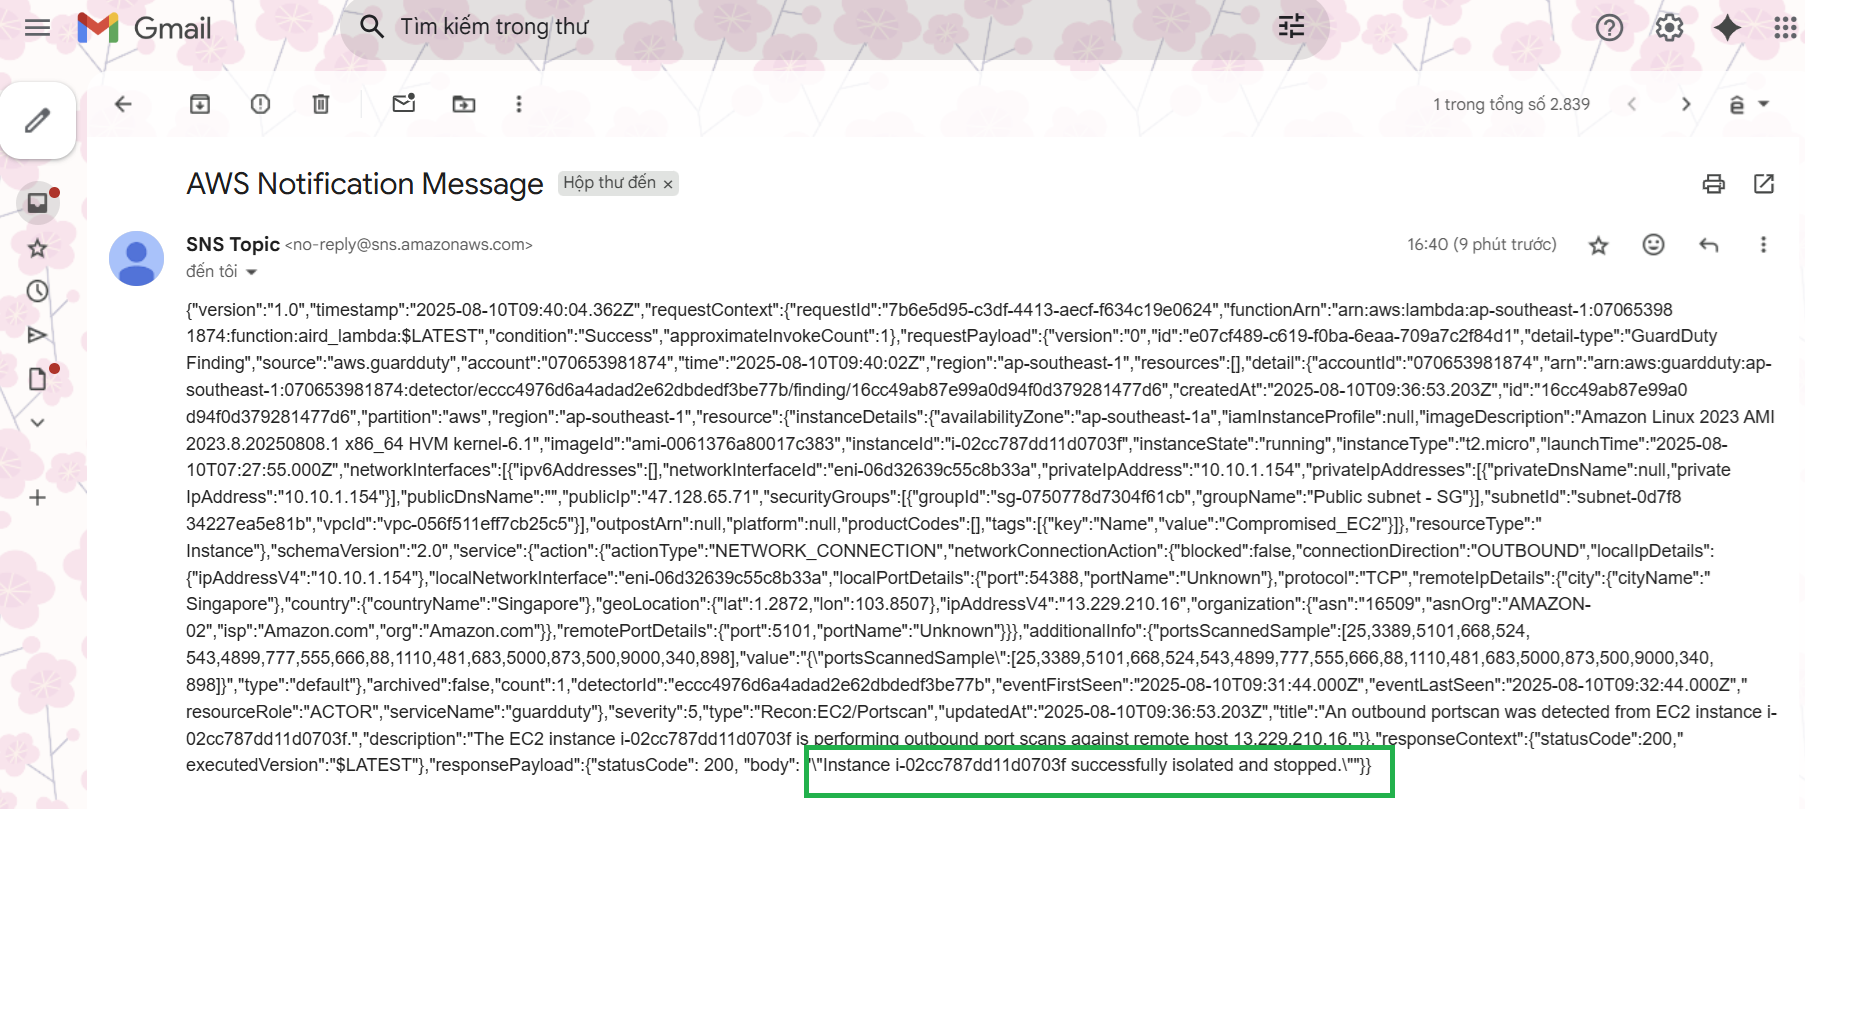 Gmail
Tìm kiếm trong thư
1 trong tổng số 2.839
AWS Notification Message
Hộp thư đến ×
SNS Topic <no-reply@sns.amazonaws.com>
16:40 (9 phút trước)
đến tôi
{"version":"1.0","timestamp":"2025-08-10T09:40:04.362Z","requestContext":{"requestId":"7b6e5d95-c3df-4413-aecf-f634c19e0624","functionArn":"arn:aws:lambda:ap-southeast-1:07065398
1874:function:aird_lambda:$LATEST","condition":"Success","approximateInvokeCount":1},"requestPayload":{"version":"0","id":"e07cf489-c619-f0ba-6eaa-709a7c2f84d1","detail-type":"GuardDuty
Finding","source":"aws.guardduty","account":"070653981874","time":"2025-08-10T09:40:02Z","region":"ap-southeast-1","resources":[],"detail":{"accountId":"070653981874","arn":"arn:aws:guardduty:ap-
southeast-1:070653981874:detector/eccc4976d6a4adad2e62dbdedf3be77b/finding/16cc49ab87e99a0d94f0d379281477d6","createdAt":"2025-08-10T09:36:53.203Z","id":"16cc49ab87e99a0
d94f0d379281477d6","partition":"aws","region":"ap-southeast-1","resource":{"instanceDetails":{"availabilityZone":"ap-southeast-1a","iamInstanceProfile":null,"imageDescription":"Amazon Linux 2023 AMI
2023.8.20250808.1 x86_64 HVM kernel-6.1","imageId":"ami-0061376a80017c383","instanceId":"i-02cc787dd11d0703f","instanceState":"running","instanceType":"t2.micro","launchTime":"2025-08-
10T07:27:55.000Z","networkInterfaces":[{"ipv6Addresses":[],"networkInterfaceId":"eni-06d32639c55c8b33a","privateIpAddress":"10.10.1.154","privateIpAddresses":[{"privateDnsName":null,"private
IpAddress":"10.10.1.154"}],"publicDnsName":"","publicIp":"47.128.65.71","securityGroups":[{"groupId":"sg-0750778d7304f61cb","groupName":"Public subnet - SG"}],"subnetId":"subnet-0d7f8
34227ea5e81b","vpcId":"vpc-056f511eff7cb25c5"}],"outpostArn":null,"platform":null,"productCodes":[],"tags":[{"key":"Name","value":"Compromised_EC2"}]},"resourceType":"
Instance"},"schemaVersion":"2.0","service":{"action":{"actionType":"NETWORK_CONNECTION","networkConnectionAction":{"blocked":false,"connectionDirection":"OUTBOUND","localIpDetails":
{"ipAddressV4":"10.10.1.154"},"localNetworkInterface":"eni-06d32639c55c8b33a","localPortDetails":{"port":54388,"portName":"Unknown"},"protocol":"TCP","remoteIpDetails":{"city":{"cityName":"
Singapore"},"country":{"countryName":"Singapore"},"geoLocation":{"lat":1.2872,"lon":103.8507},"ipAddressV4":"13.229.210.16","organization":{"asn":"16509","asnOrg":"AMAZON-
02","isp":"Amazon.com","org":"Amazon.com"}},"remotePortDetails":{"port":5101,"portName":"Unknown"}}},"additionalInfo":{"portsScannedSample":[25,3389,5101,668,524,
543,4899,777,555,666,88,1110,481,683,5000,873,500,9000,340,898],"value":"{\"portsScannedSample\":[25,3389,5101,668,524,543,4899,777,555,666,88,1110,481,683,5000,873,500,9000,340,
898]}","type":"default"},"archived":false,"count":1,"detectorId":"eccc4976d6a4adad2e62dbdedf3be77b","eventFirstSeen":"2025-08-10T09:31:44.000Z","eventLastSeen":"2025-08-10T09:32:44.000Z","
resourceRole":"ACTOR","serviceName":"guardduty"},"severity":5,"type":"Recon:EC2/Portscan","updatedAt":"2025-08-10T09:36:53.203Z","title":"An outbound portscan was detected from EC2 instance i-
02cc787dd11d0703f.","description":"The EC2 instance i-02cc787dd11d0703f is performing outbound port scans against remote host 13.229.210.16."}},"responseContext":{"statusCode":200,"
executedVersion":"$LATEST"},"responsePayload":{"statusCode": 200, "body": "\"Instance i-02cc787dd11d0703f successfully isolated and stopped.\""}}